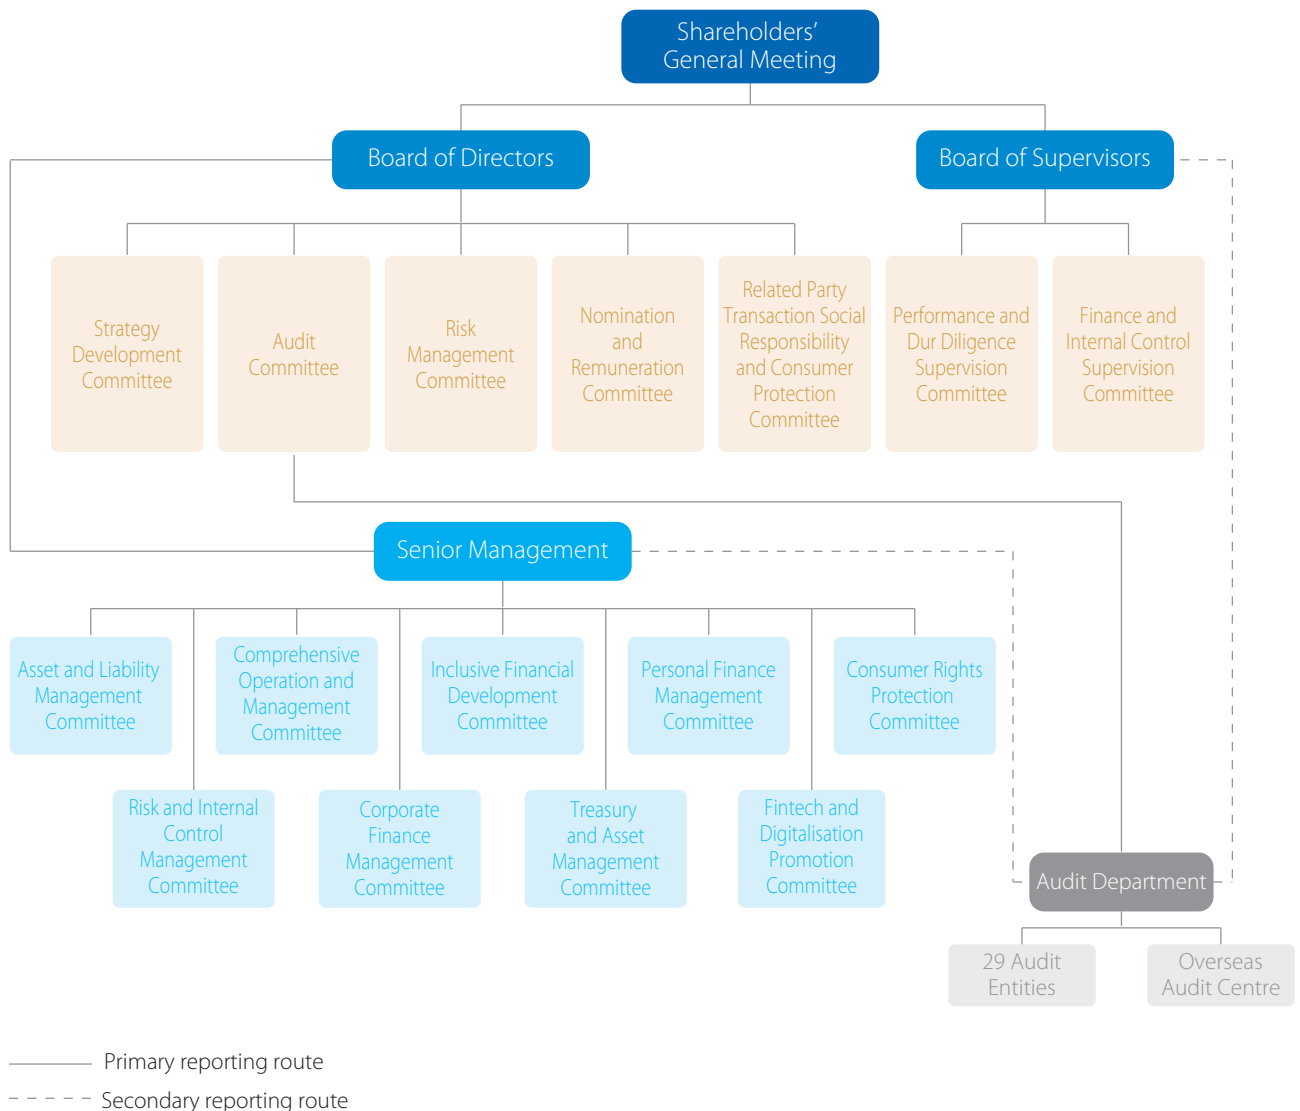 Shareholders’
General Meeting
Board of Directors
Board of Supervisors
Strategy
Development
Committee
Audit
Committee
Risk
Management
Committee
Nomination
and
Remuneration
Committee
Related Party
Transaction Social
Responsibility
and Consumer
Protection
Committee
Performance and
Dur Diligence
Supervision
Committee
Finance and
Internal Control
Supervision
Committee
Senior Management
Asset and Liability
Management
Committee
Comprehensive
Operation and
Management
Committee
Inclusive Financial
Development
Committee
Personal Finance
Management
Committee
Consumer Rights
Protection
Committee
Risk and Internal
Control
Management
Committee
Corporate
Finance
Management
Committee
Treasury
and Asset
Management
Committee
Fintech and
Digitalisation
Promotion
Committee
Audit Department
29 Audit
Entities
Overseas
Audit Centre
Primary reporting route
Secondary reporting route